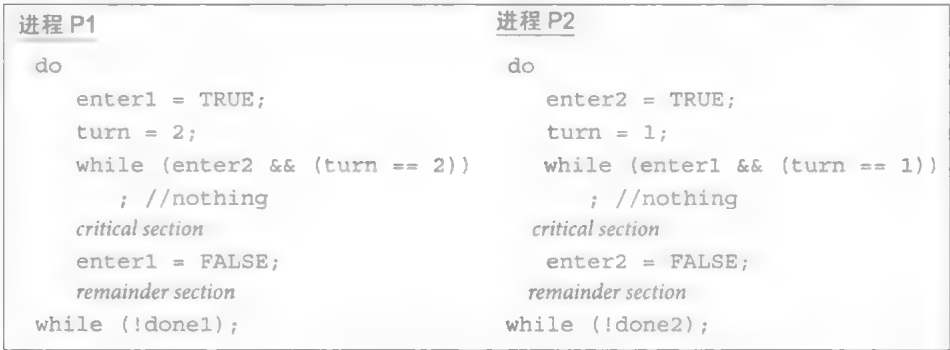 进程 P1
do
enter1 = TRUE;
turn = 2;
while (enter2 && (turn == 2))
; //nothing
critical section
enter1 = FALSE;
remainder section
while (!done1);
进程 P2
do
enter2 = TRUE;
turn = 1;
while (enter1 && (turn == 1))
; //nothing
critical section
enter2 = FALSE;
remainder section
while (!done2);